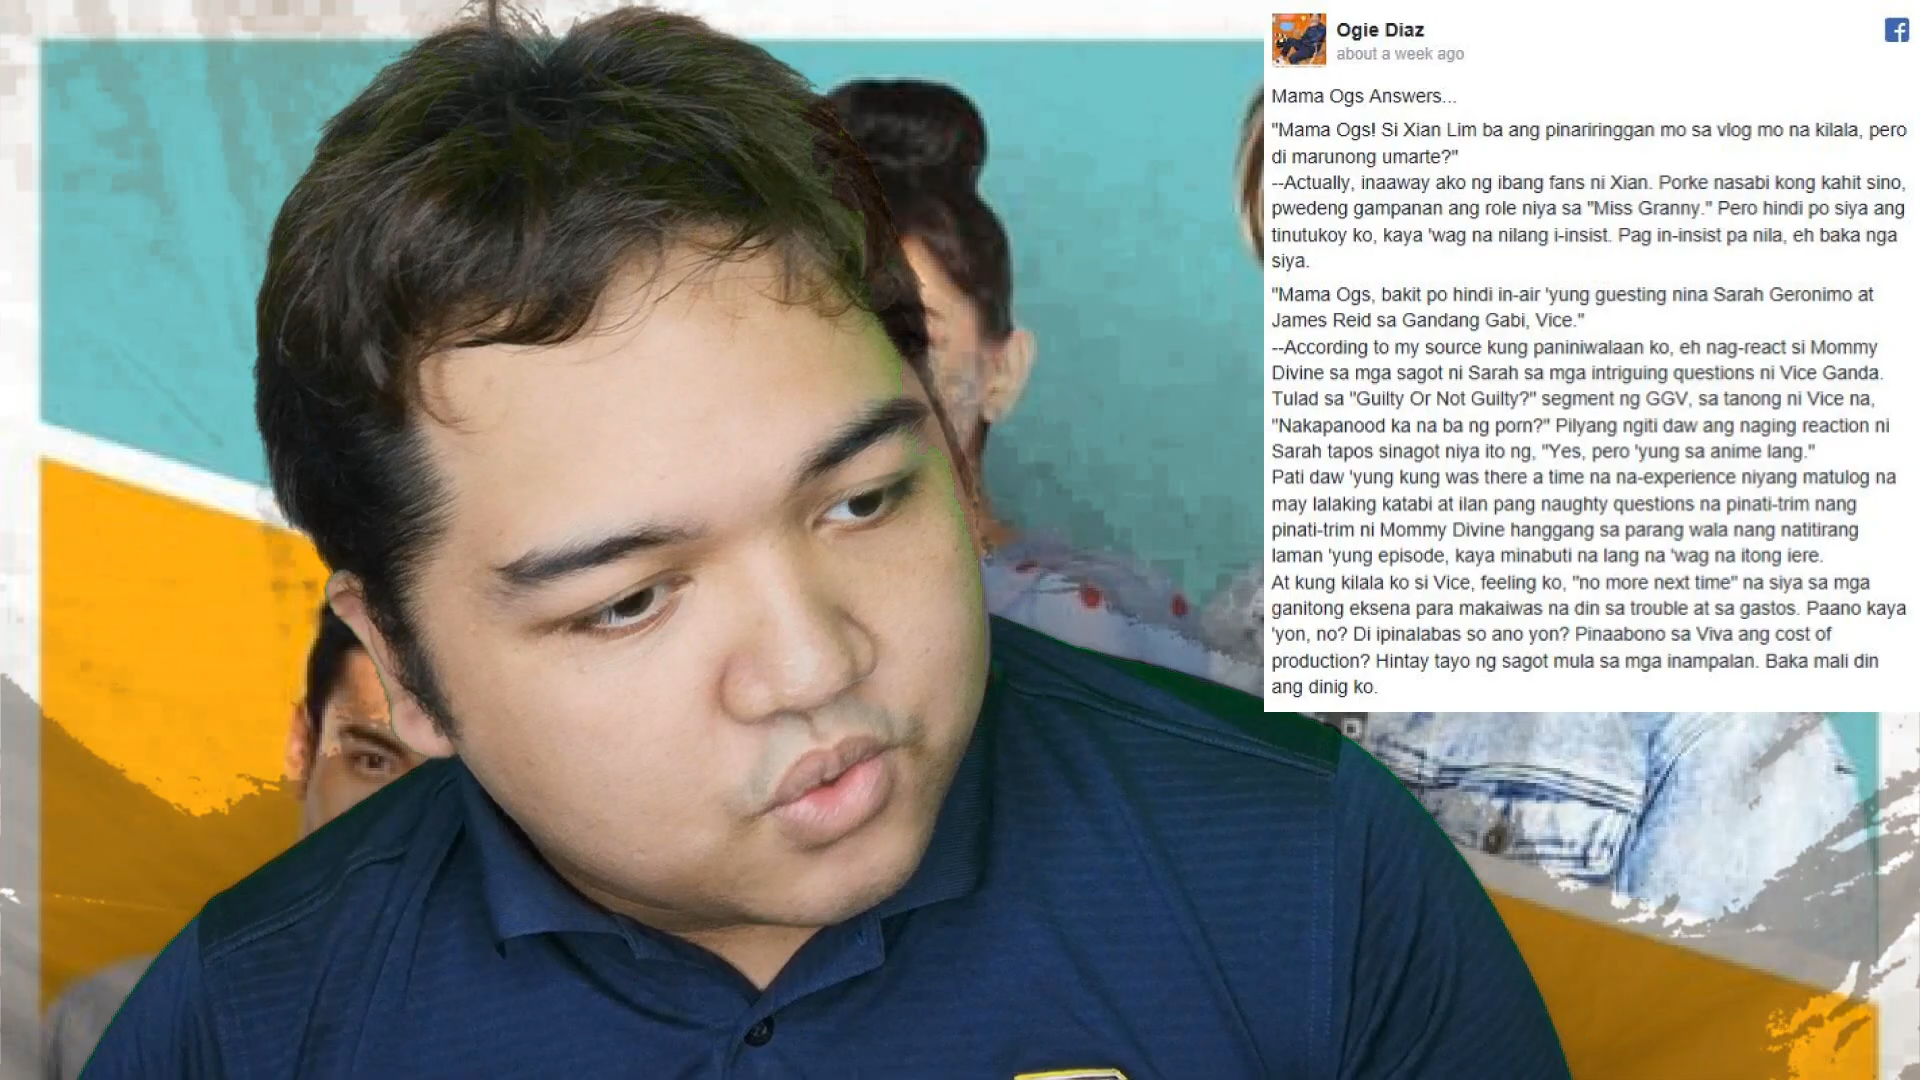 Ogie Diaz
about a week ago
Mama Ogs Answers...
"Mama Ogs! Si Xian Lim ba ang pinariringgan mo sa vlog mo na kilala, pero
di marunong umarte?"
--Actually, inaaway ako ng ibang fans ni Xian. Porke nasabi kong kahit sino,
pwedeng gampanan ang role niya sa "Miss Granny." Pero hindi po siya ang
tinutukoy ko, kaya 'wag na nilang i-insist. Pag in-insist pa nila, eh baka nga
siya.
"Mama Ogs, bakit po hindi in-air 'yung guesting nina Sarah Geronimo at
James Reid sa Gandang Gabi, Vice."
--According to my source kung paniniwalaan ko, eh nag-react si Mommy
Divine sa mga sagot ni Sarah sa mga intriguing questions ni Vice Ganda.
Tulad sa "Guilty Or Not Guilty?" segment ng GGV, sa tanong ni Vice na,
"Nakapanood ka na ba ng porn?" Pilyang ngiti daw ang naging reaction ni
Sarah tapos sinagot niya ito ng, "Yes, pero 'yung sa anime lang."
Pati daw 'yung kung was there a time na na-experience niyang matulog na
may lalaking katabi at ilan pang naughty questions na pinati-trim nang
pinati-trim ni Mommy Divine hanggang sa parang wala nang natitirang
laman 'yung episode, kaya minabuti na lang na 'wag na itong iere.
At kung kilala ko si Vice, feeling ko, "no more next time" na siya sa mga
ganitong eksena para makaiwas na din sa trouble at sa gastos. Paano kaya
'yon, no? Di ipinalabas so ano yon? Pinaabono sa Viva ang cost of
production? Hintay tayo ng sagot mula sa mga inampalan. Baka mali din
ang dinig ko.